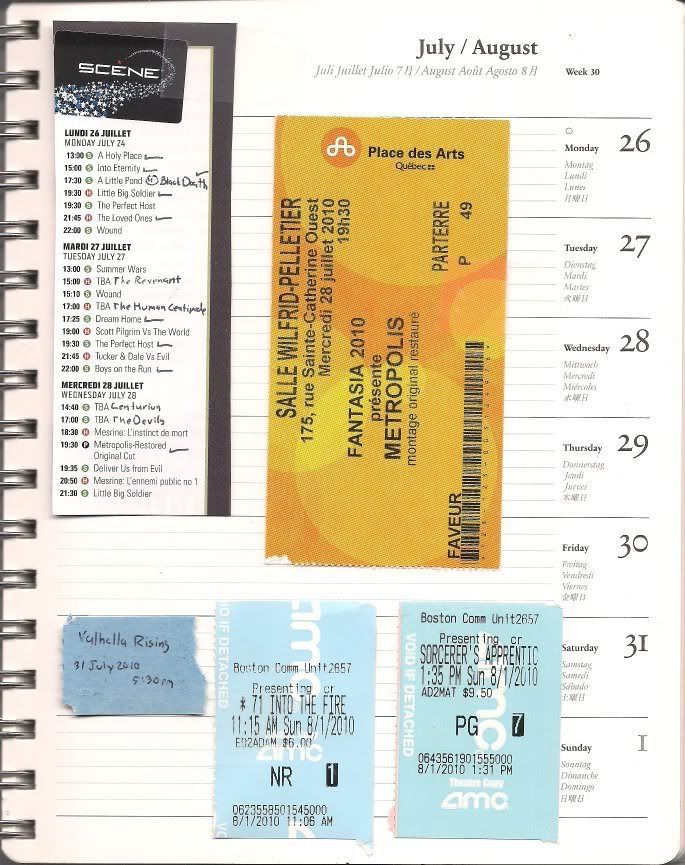 July / August
Juli Juillet Julio 7月 / August Août Agosto 8月
Week 30
SCÈNE
LUNDI 26 JUILLET
MONDAY JULY 24
13:00 S A Holy Place
15:00 S Into Eternity
17:30 S A Little Pond H Black Death
19:30 H Little Big Soldier
19:30 S The Perfect Host
21:45 H The Loved Ones
22:00 S Wound
MARDI 27 JUILLET
TUESDAY JULY 27
13:00 S Summer Wars
15:00 H TBA The Revenant
15:10 S Wound
17:00 H TBA The Human Centipede
17:25 S Dream Home
19:00 H Scott Pilgrim Vs The World
19:30 S The Perfect Host
21:45 H Tucker & Dale Vs Evil
22:00 S Boys on the Run
MERCREDI 28 JUILLET
WEDNESDAY JULY 28
14:40 S TBA Centurion
17:00 S TBA The Devils
18:30 H Mesrine: L'instinct de mort
19:30 P Metropolis-Restored
Original Cut
19:35 S Deliver Us from Evil
20:50 H Mesrine: L'ennemi public no 1
21:30 S Little Big Soldier
Place des Arts
Québec
SALLE WILFRID-PELLETIER
175, rue Sainte-Catherine Ouest
Mercredi 28 juillet 2010
19h30
FANTASIA 2010
présente
METROPOLIS
montage original restauré
PARTERRE
P 49
FAVEUR
Monday 26
Montag
Lundi
Lunes
月曜日
Tuesday 27
Dienstag
Mardi
Martes
火曜日
Wednesday 28
Mittwoch
Mercredi
Miércoles
水曜日
Thursday 29
Donnerstag
Jeudi
Jueves
木曜日
Friday 30
Freitag
Vendredi
Viernes
金曜日
Saturday 31
Samstag
Samedi
Sábado
土曜日
Sunday 1
Sonntag
Dimanche
Domingo
日曜日
Valhalla Rising
31 July 2010
5:30pm
VOID IF DETACHED
amc
Boston Comm Unit2657
Presenting cr
* 71 INTO THE FIRE
11:15 AM Sun 8/1/2010
ED2ADAM $6.00
amc
NR 1
0623558501545000
8/1/2010 11:06 AM
VOID IF DETACHED
amc
Boston Comm Unit2657
Presenting cr
SORCERER'S APPRENTIC
1:35 PM Sun 8/1/2010
AD2MAT $9.50
PG 7
0643561901555000
8/1/2010 1:31 PM
Theatre Copy
amc